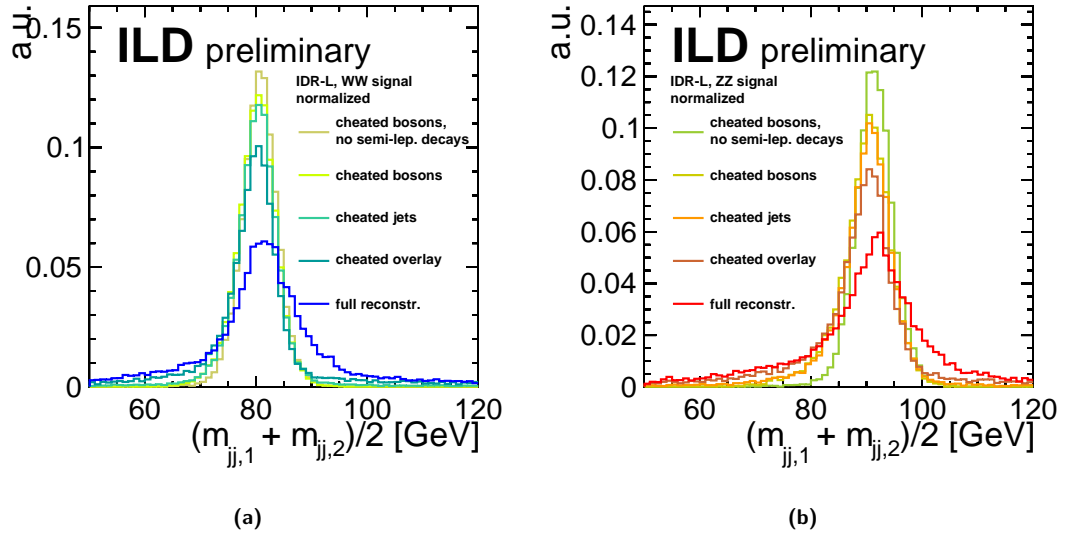 a.u.
0.15
0.1
0.05
0
ILD preliminary
IDR-L, WW signal
normalized
cheated bosons,
no semi-lep. decays
cheated bosons
cheated jets
cheated overlay
full reconstr.
60 80 100 120
(m_jj,1 + m_jj,2)/2 [GeV]
(a)
a.u.
0.14
0.12
0.1
0.08
0.06
0.04
0.02
0
ILD preliminary
IDR-L, ZZ signal
normalized
cheated bosons,
no semi-lep. decays
cheated bosons
cheated jets
cheated overlay
full reconstr.
60 80 100 120
(m_jj,1 + m_jj,2)/2 [GeV]
(b)